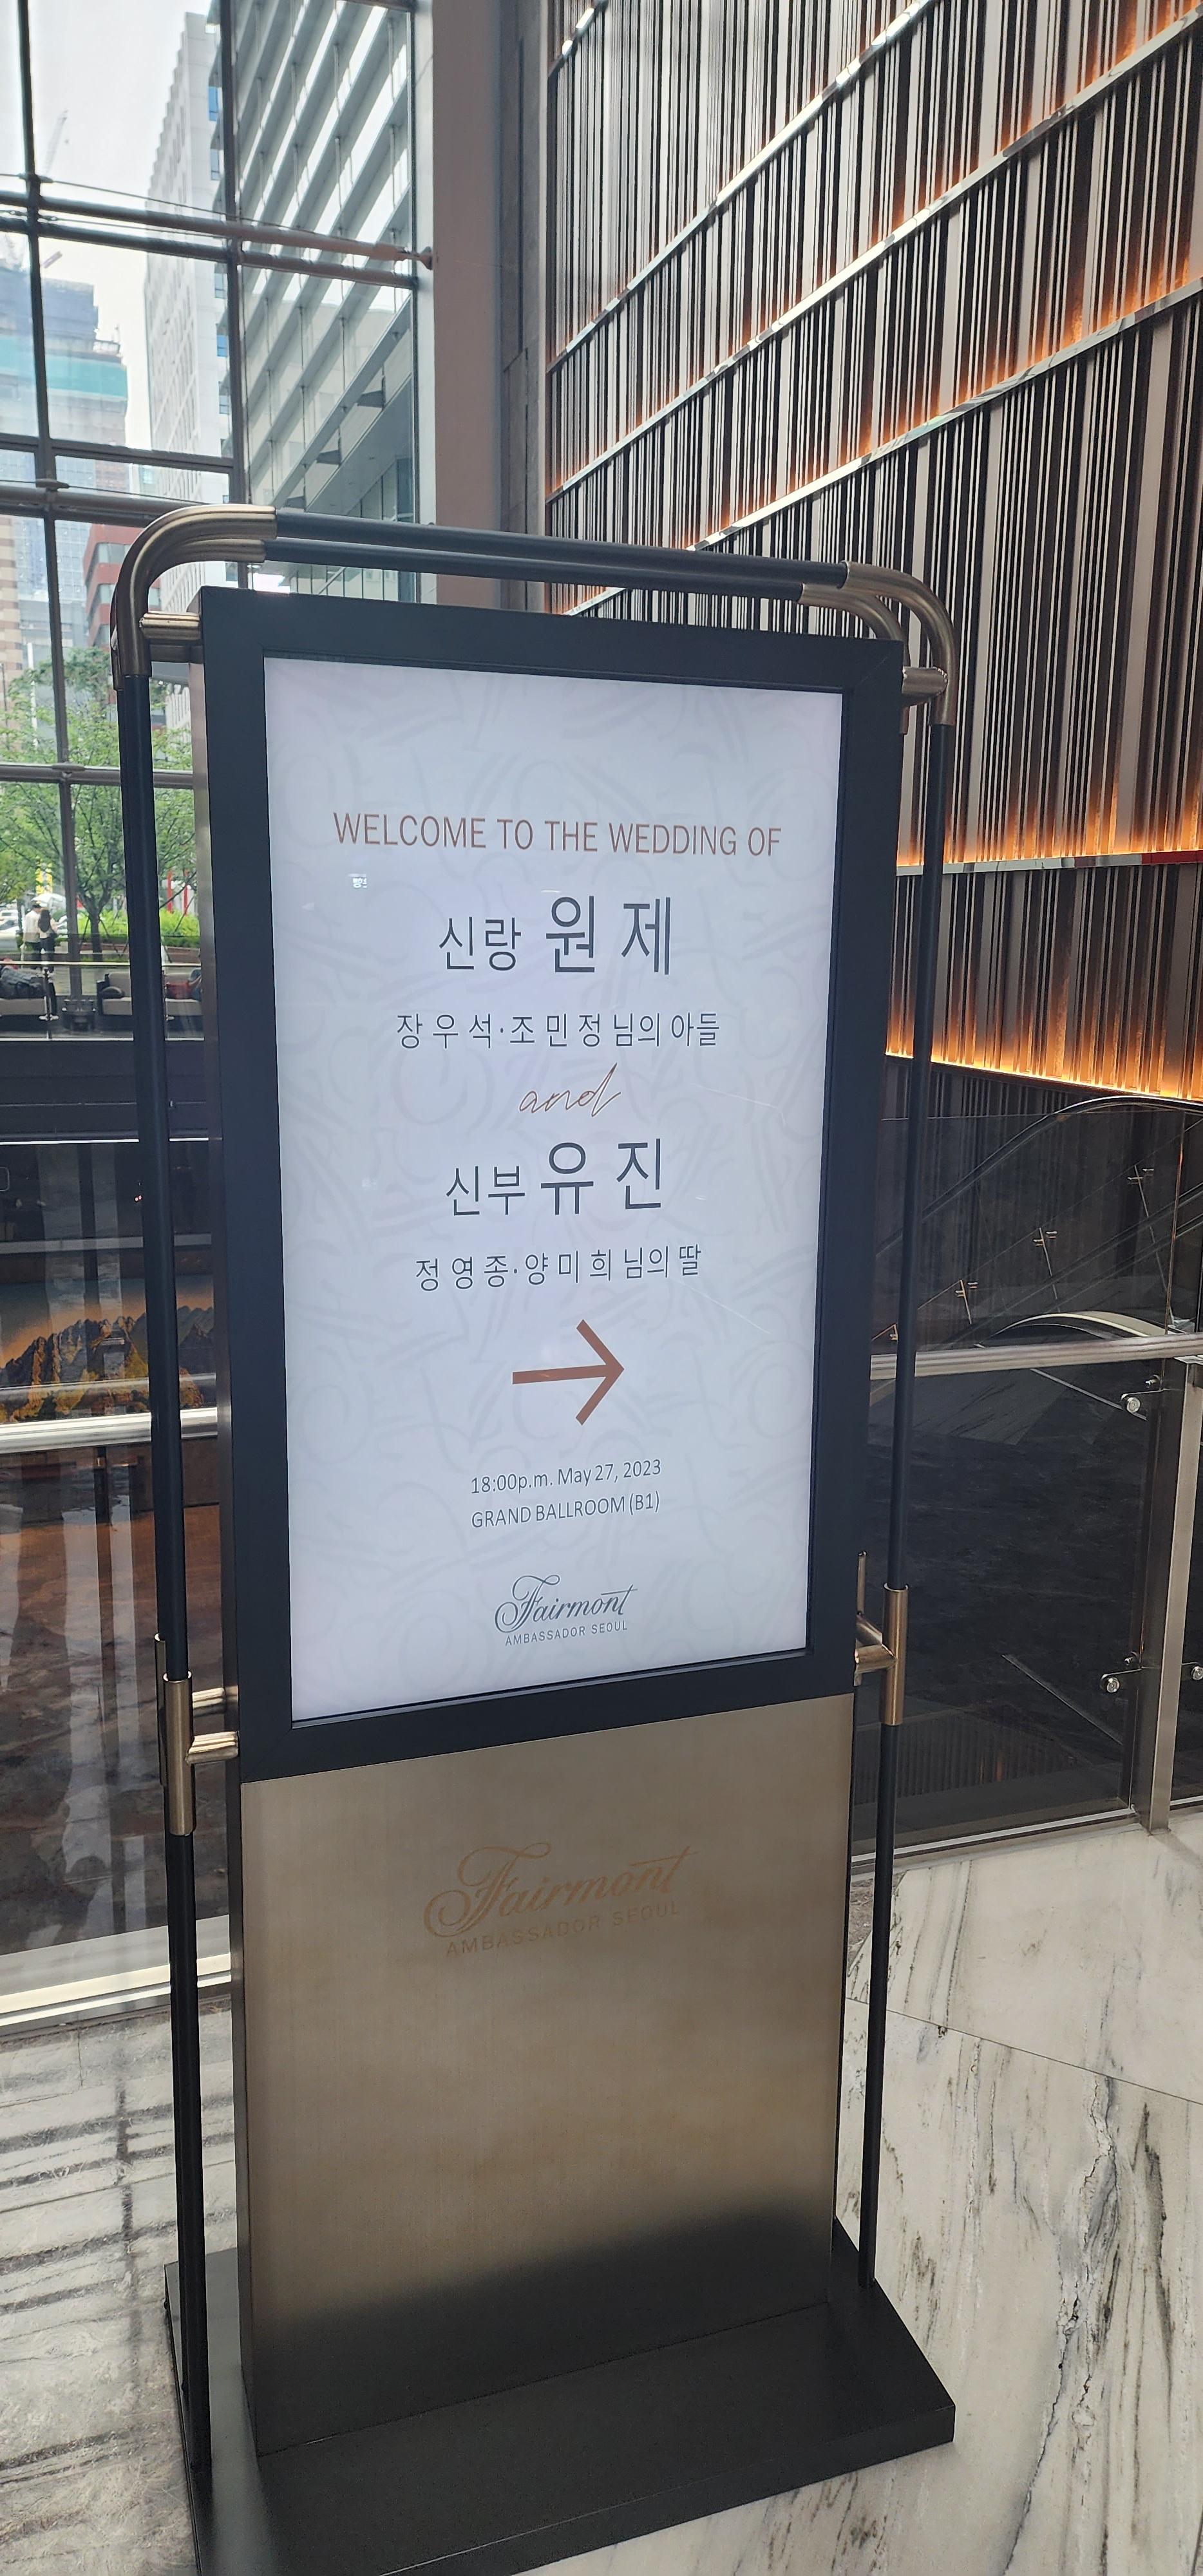 WELCOME TO THE WEDDING OF
신랑 원 제
장 우 석·조 민 정 님의 아들
and
신부 유 진
정 영 종·양 미 희 님의 딸
18:00p.m. May 27, 2023
GRAND BALLROOM (B1)
Fairmont
AMBASSADOR SEOUL
Fairmont
AMBASSADOR SEOUL